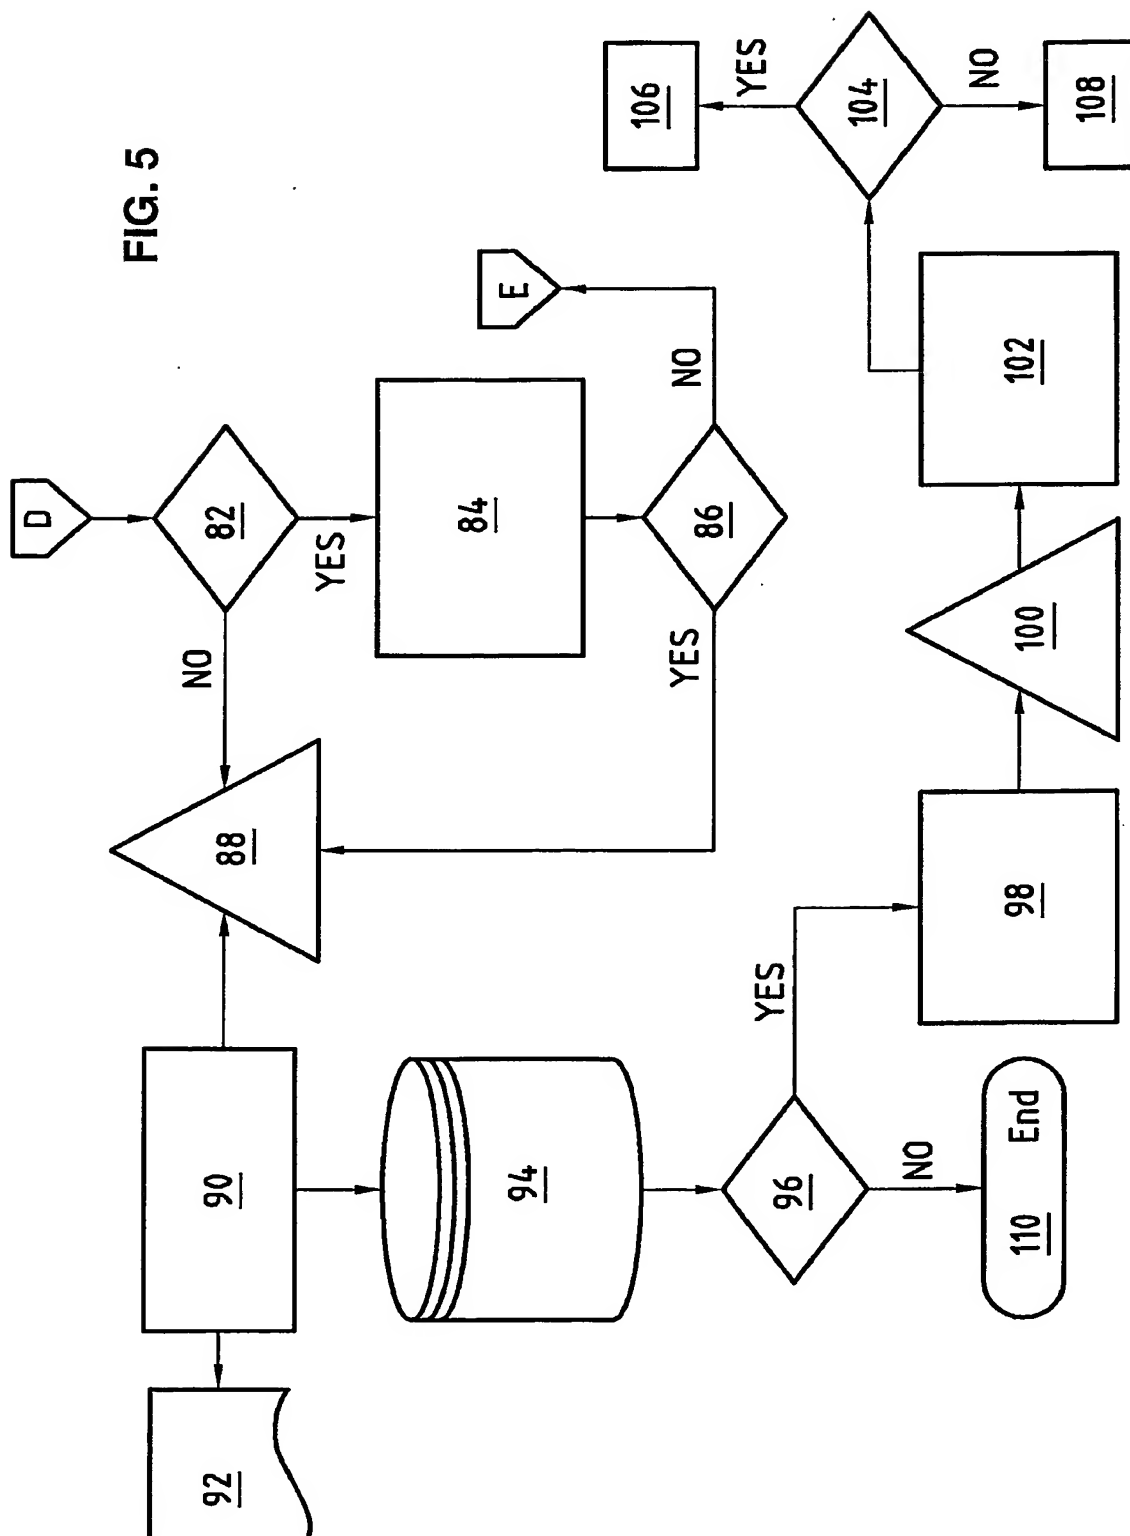 FIG. 5
D
82
NO
YES
84
86
YES
NO
E
88
90
92
94
96
YES
NO
98
100
102
104
YES
NO
106
108
110 End